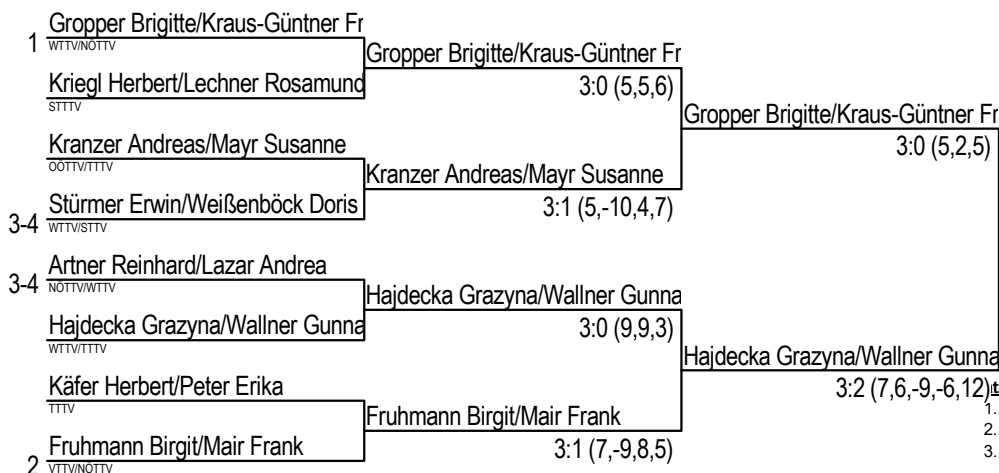 Gropper Brigitte/Kraus-Güntner Fr
1 WTTV/NÖTTV
Kriegl Herbert/Lechner Rosamund
STTTV
Kranzer Andreas/Mayr Susanne
OÖTTV/TTTV
Stürmer Erwin/Weißenböck Doris
3-4 WTTV/STTV
Artner Reinhard/Lazar Andrea
3-4 NÖTTV/WTTV
Hajdecka Grazyna/Wallner Gunna
WTTV/TTTV
Käfer Herbert/Peter Erika
TTTV
Fruhmann Birgit/Mair Frank
2 VTTV/NÖTTV
Gropper Brigitte/Kraus-Güntner Fr
3:0 (5,5,6)
Kranzer Andreas/Mayr Susanne
3:1 (5,-10,4,7)
Hajdecka Grazyna/Wallner Gunna
3:0 (9,9,3)
Fruhmann Birgit/Mair Frank
3:1 (7,-9,8,5)
Gropper Brigitte/Kraus-Güntner Fr
3:0 (5,2,5)
Hajdecka Grazyna/Wallner Gunna
3:2 (7,6,-9,-6,12)
1.
2.
3.